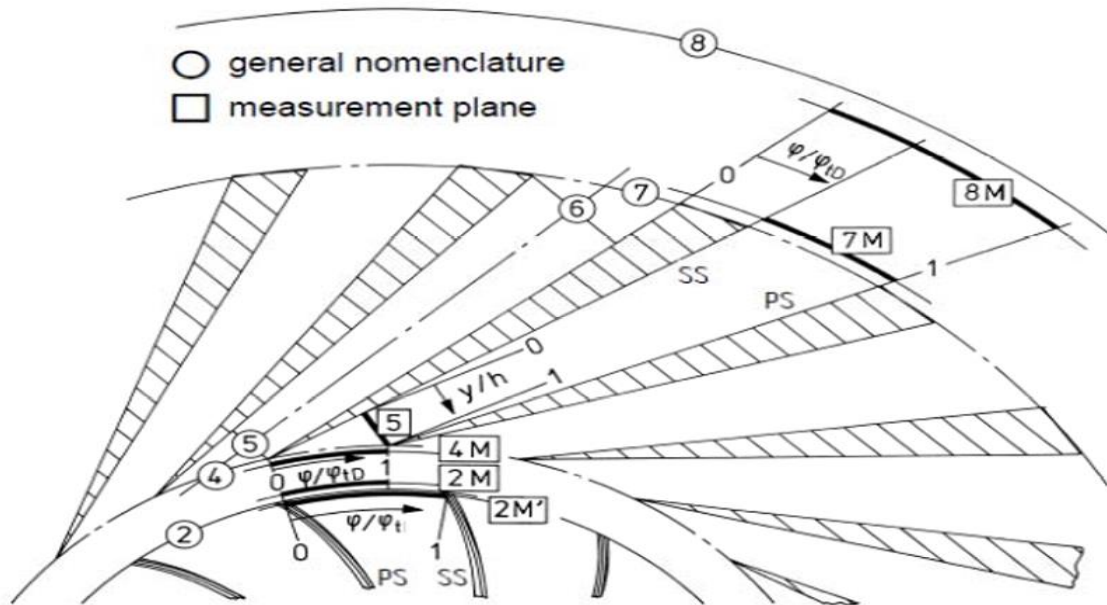 8
general nomenclature
measurement plane
φ/φtD
0
8M
7
6
7M
SS
1
PS
0
y/h
1
5
5
4M
4
0 φ/φtD 1
2M
2M'
φ/φt
2
0
1
PS
SS